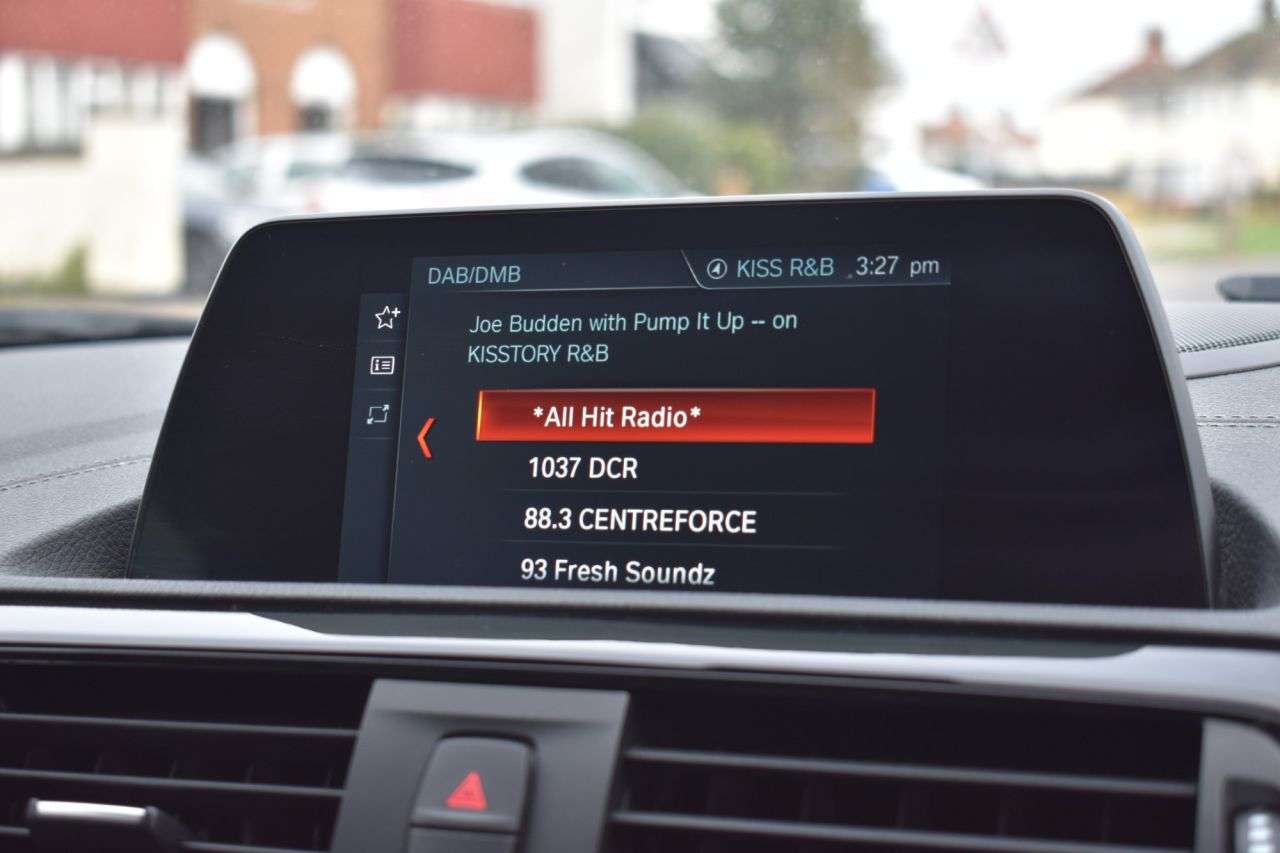 DAB/DMB
KISS R&B 3:27 pm
Joe Budden with Pump It Up -- on
KISSTORY R&B
*All Hit Radio*
1037 DCR
88.3 CENTREFORCE
93 Fresh Soundz